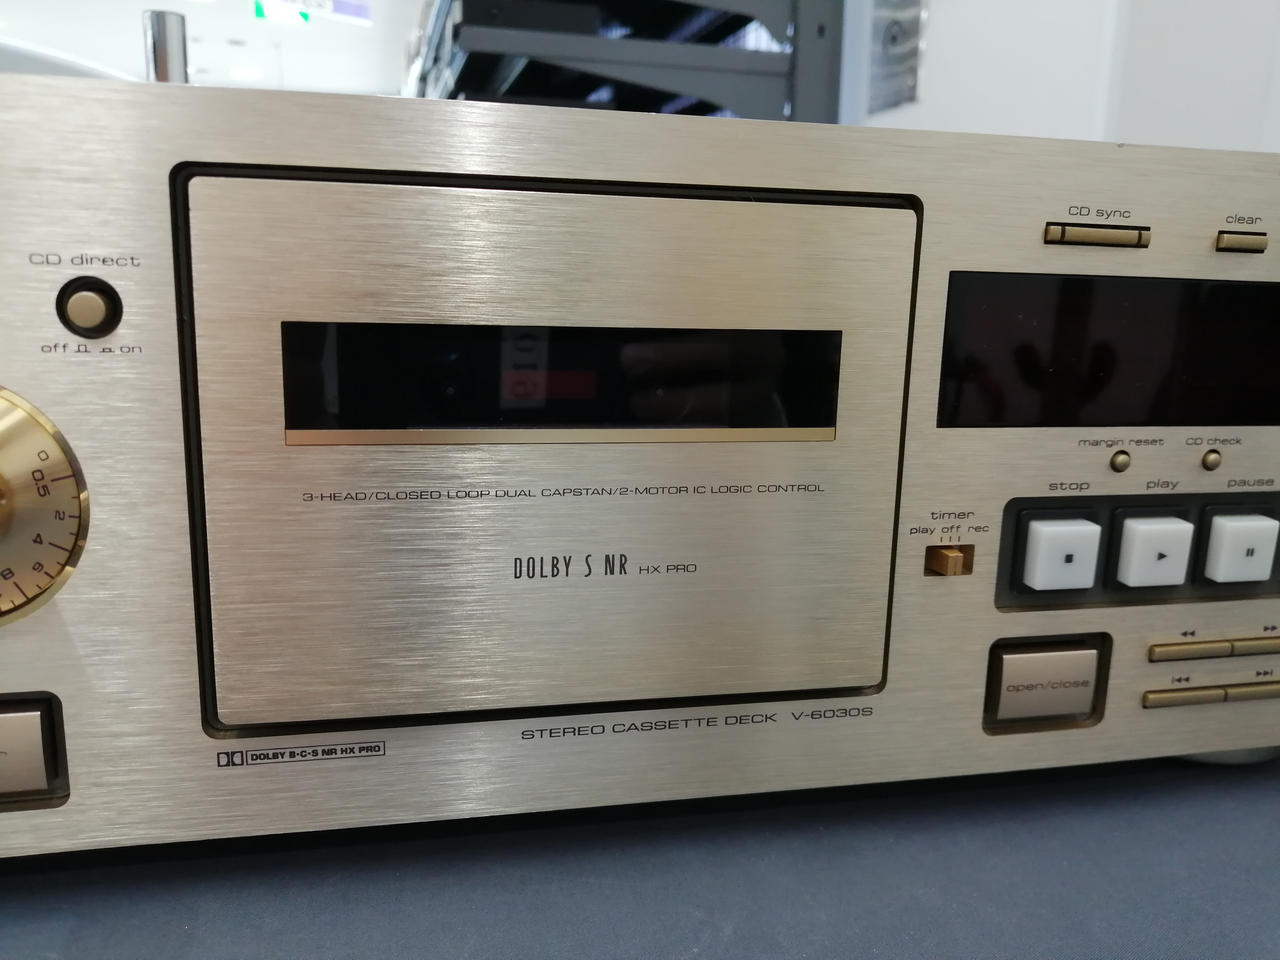 CD direct
off on
0
0.5
2
4
6
8
3-HEAD/CLOSED LOOP DUAL CAPSTAN/2-MOTOR IC LOGIC CONTROL
DOLBY S NR HX PRO
STEREO CASSETTE DECK V-6030S
DOLBY B·C·S NR HX PRO
CD sync
clear
margin reset
CD check
stop
play
pause
timer
play off rec
open/close